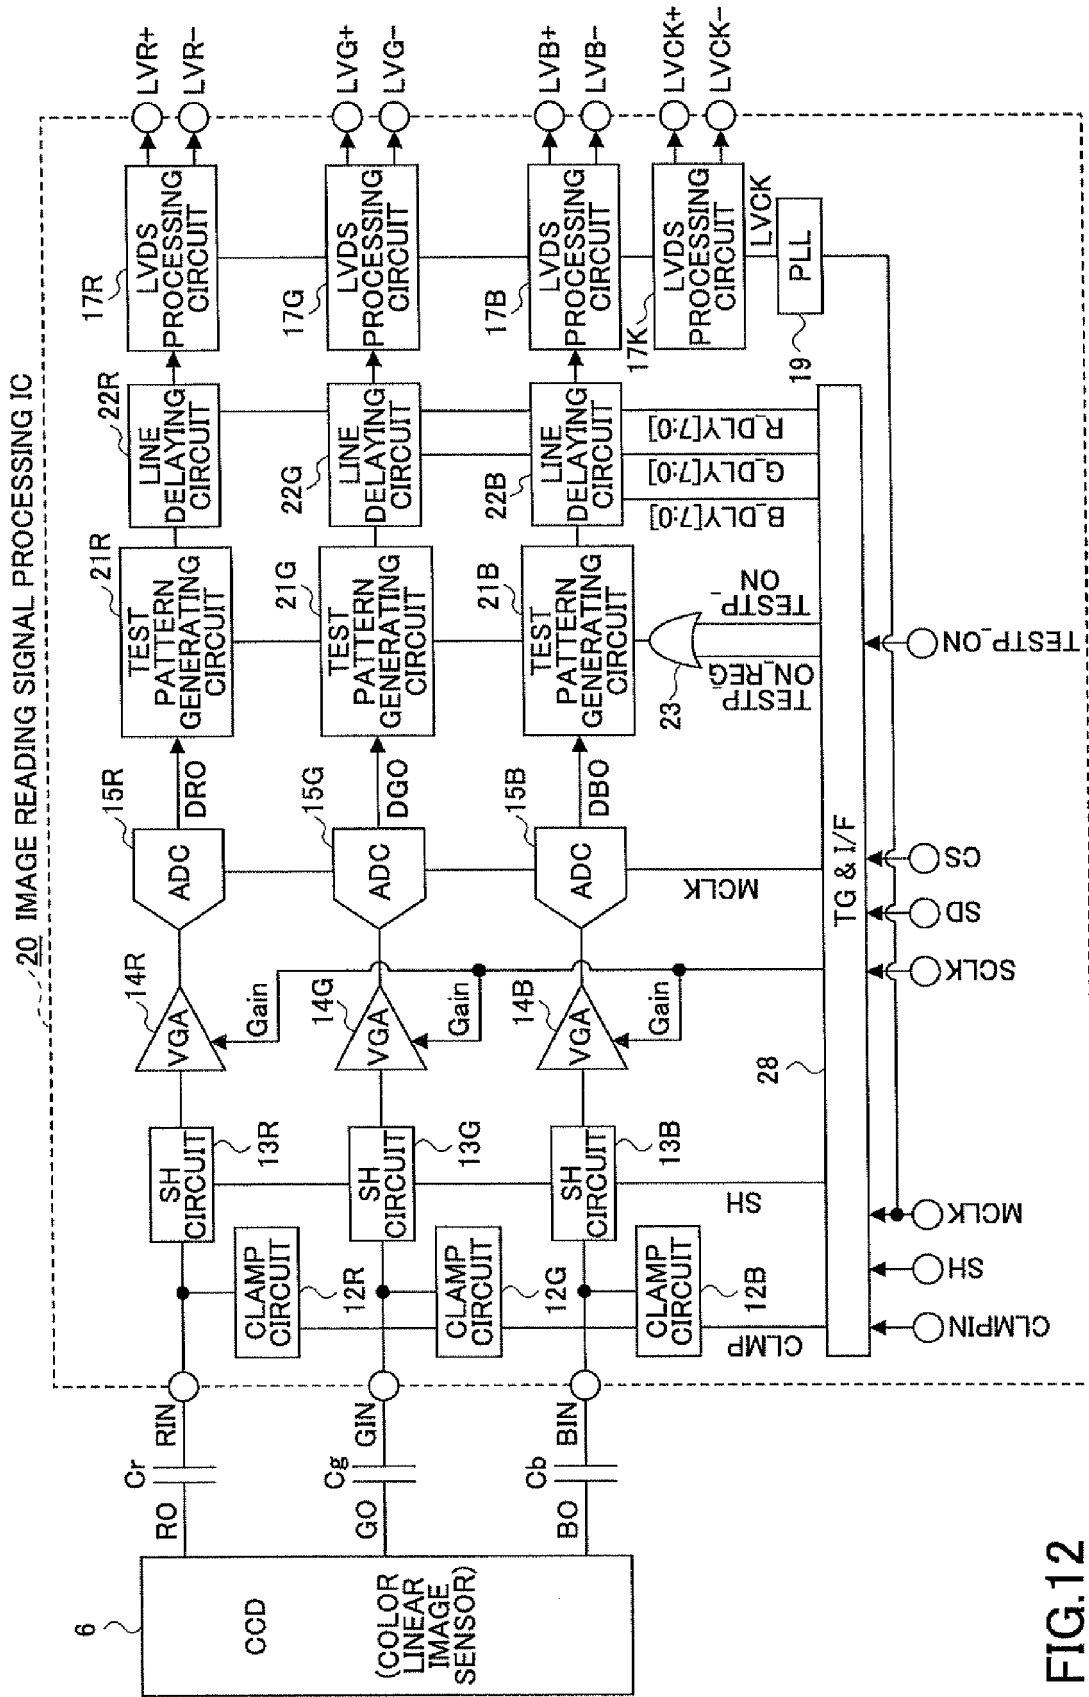 FIG.12
20 IMAGE READING SIGNAL PROCESSING IC
6
CCD
(COLOR
LINEAR
IMAGE
SENSOR)
RO
Cr
RIN
GO
Cg
GIN
BO
Cb
BIN
CLAMP
CIRCUIT
12R
CLAMP
CIRCUIT
12G
CLAMP
CIRCUIT
12B
CLMP
SH
CIRCUIT
13R
SH
CIRCUIT
13G
SH
CIRCUIT
13B
SH
14R
VGA
Gain
14G
VGA
Gain
14B
VGA
Gain
15R
ADC
DRO
15G
ADC
DGO
15B
ADC
DBO
MCLK
21R
TEST
PATTERN
GENERATING
CIRCUIT
21G
TEST
PATTERN
GENERATING
CIRCUIT
21B
TEST
PATTERN
GENERATING
CIRCUIT
23
TESTP_
ON_REG
TESTP_
ON
22R
LINE
DELAYING
CIRCUIT
22G
LINE
DELAYING
CIRCUIT
22B
LINE
DELAYING
CIRCUIT
B_DLY[7:0]
G_DLY[7:0]
R_DLY[7:0]
17R
LVDS
PROCESSING
CIRCUIT
17G
LVDS
PROCESSING
CIRCUIT
17B
LVDS
PROCESSING
CIRCUIT
17K
LVDS
PROCESSING
CIRCUIT
LVCK
PLL
19
LVR+
LVR−
LVG+
LVG−
LVB+
LVB−
LVCK+
LVCK−
28
TG & I/F
CLMPIN
SH
MCLK
SCLK
SD
CS
TESTP_ON